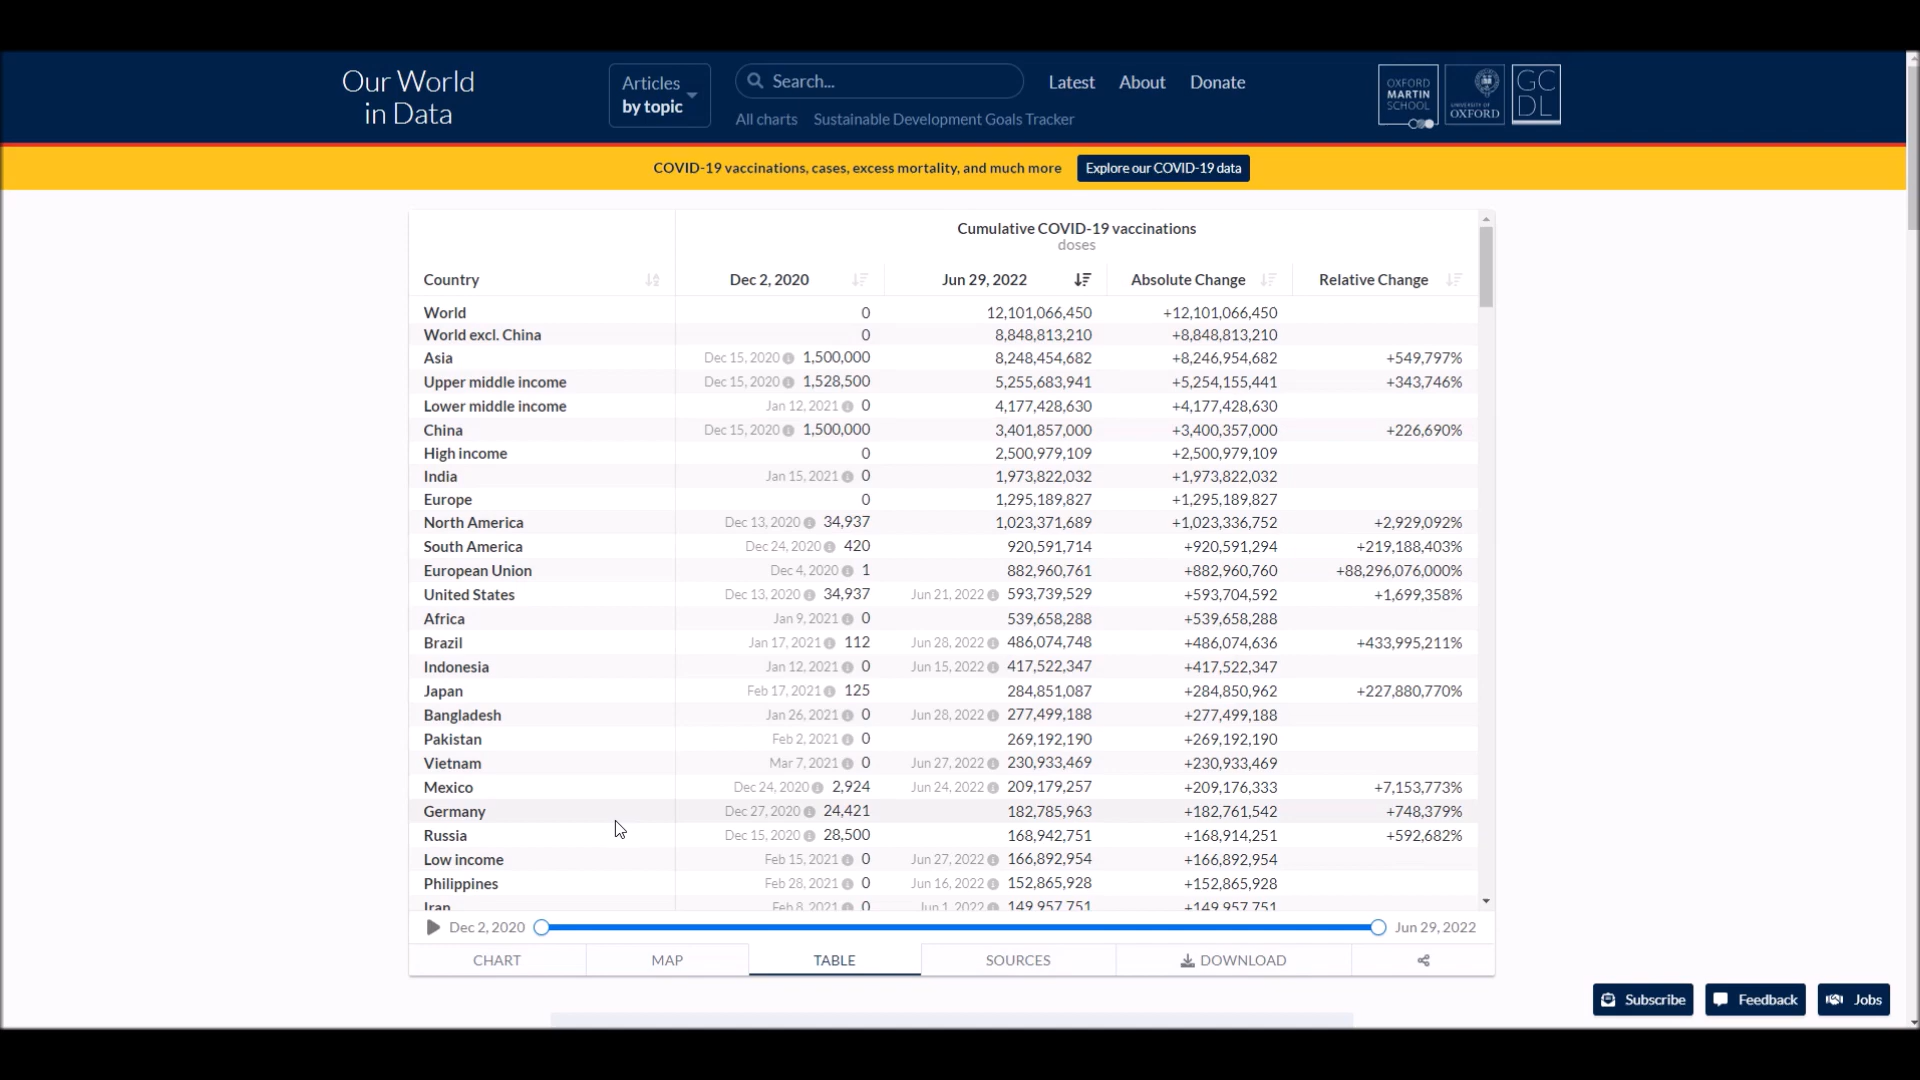 Our World
in Data
Articles
by topic
Search...
Latest About Donate
All charts Sustainable Development Goals Tracker
OXFORD
MARTIN
SCHOOL
UNIVERSITY OF
OXFORD
GC
DL
COVID-19 vaccinations, cases, excess mortality, and much more Explore our COVID-19 data
Cumulative COVID-19 vaccinations
doses
Country Dec 2, 2020 Jun 29, 2022 Absolute Change Relative Change
World 0 12,101,066,450 +12,101,066,450
World excl. China 0 8,848,813,210 +8,848,813,210
Asia Dec 15, 2020 1,500,000 8,248,454,682 +8,246,954,682 +549,797%
Upper middle income Dec 15, 2020 1,528,500 5,255,683,941 +5,254,155,441 +343,746%
Lower middle income Jan 12, 2021 0 4,177,428,630 +4,177,428,630
China Dec 15, 2020 1,500,000 3,401,857,000 +3,400,357,000 +226,690%
High income 0 2,500,979,109 +2,500,979,109
India Jan 15, 2021 0 1,973,822,032 +1,973,822,032
Europe 0 1,295,189,827 +1,295,189,827
North America Dec 13, 2020 34,937 1,023,371,689 +1,023,336,752 +2,929,092%
South America Dec 24, 2020 420 920,591,714 +920,591,294 +219,188,403%
European Union Dec 4, 2020 1 882,960,761 +882,960,760 +88,296,076,000%
United States Dec 13, 2020 34,937 Jun 21, 2022 593,739,529 +593,704,592 +1,699,358%
Africa Jan 9, 2021 0 539,658,288 +539,658,288
Brazil Jan 17, 2021 112 Jun 28, 2022 486,074,748 +486,074,636 +433,995,211%
Indonesia Jan 12, 2021 0 Jun 15, 2022 417,522,347 +417,522,347
Japan Feb 17, 2021 125 284,851,087 +284,850,962 +227,880,770%
Bangladesh Jan 26, 2021 0 Jun 28, 2022 277,499,188 +277,499,188
Pakistan Feb 2, 2021 0 269,192,190 +269,192,190
Vietnam Mar 7, 2021 0 Jun 27, 2022 230,933,469 +230,933,469
Mexico Dec 24, 2020 2,924 Jun 24, 2022 209,179,257 +209,176,333 +7,153,773%
Germany Dec 27, 2020 24,421 182,785,963 +182,761,542 +748,379%
Russia Dec 15, 2020 28,500 168,942,751 +168,914,251 +592,682%
Low income Feb 15, 2021 0 Jun 27, 2022 166,892,954 +166,892,954
Philippines Feb 28, 2021 0 Jun 16, 2022 152,865,928 +152,865,928
Iran Feb 8, 2021 0 Jun 1, 2022 149,957,751 +149,957,751
Dec 2, 2020 Jun 29, 2022
CHART MAP TABLE SOURCES DOWNLOAD
Subscribe Feedback Jobs